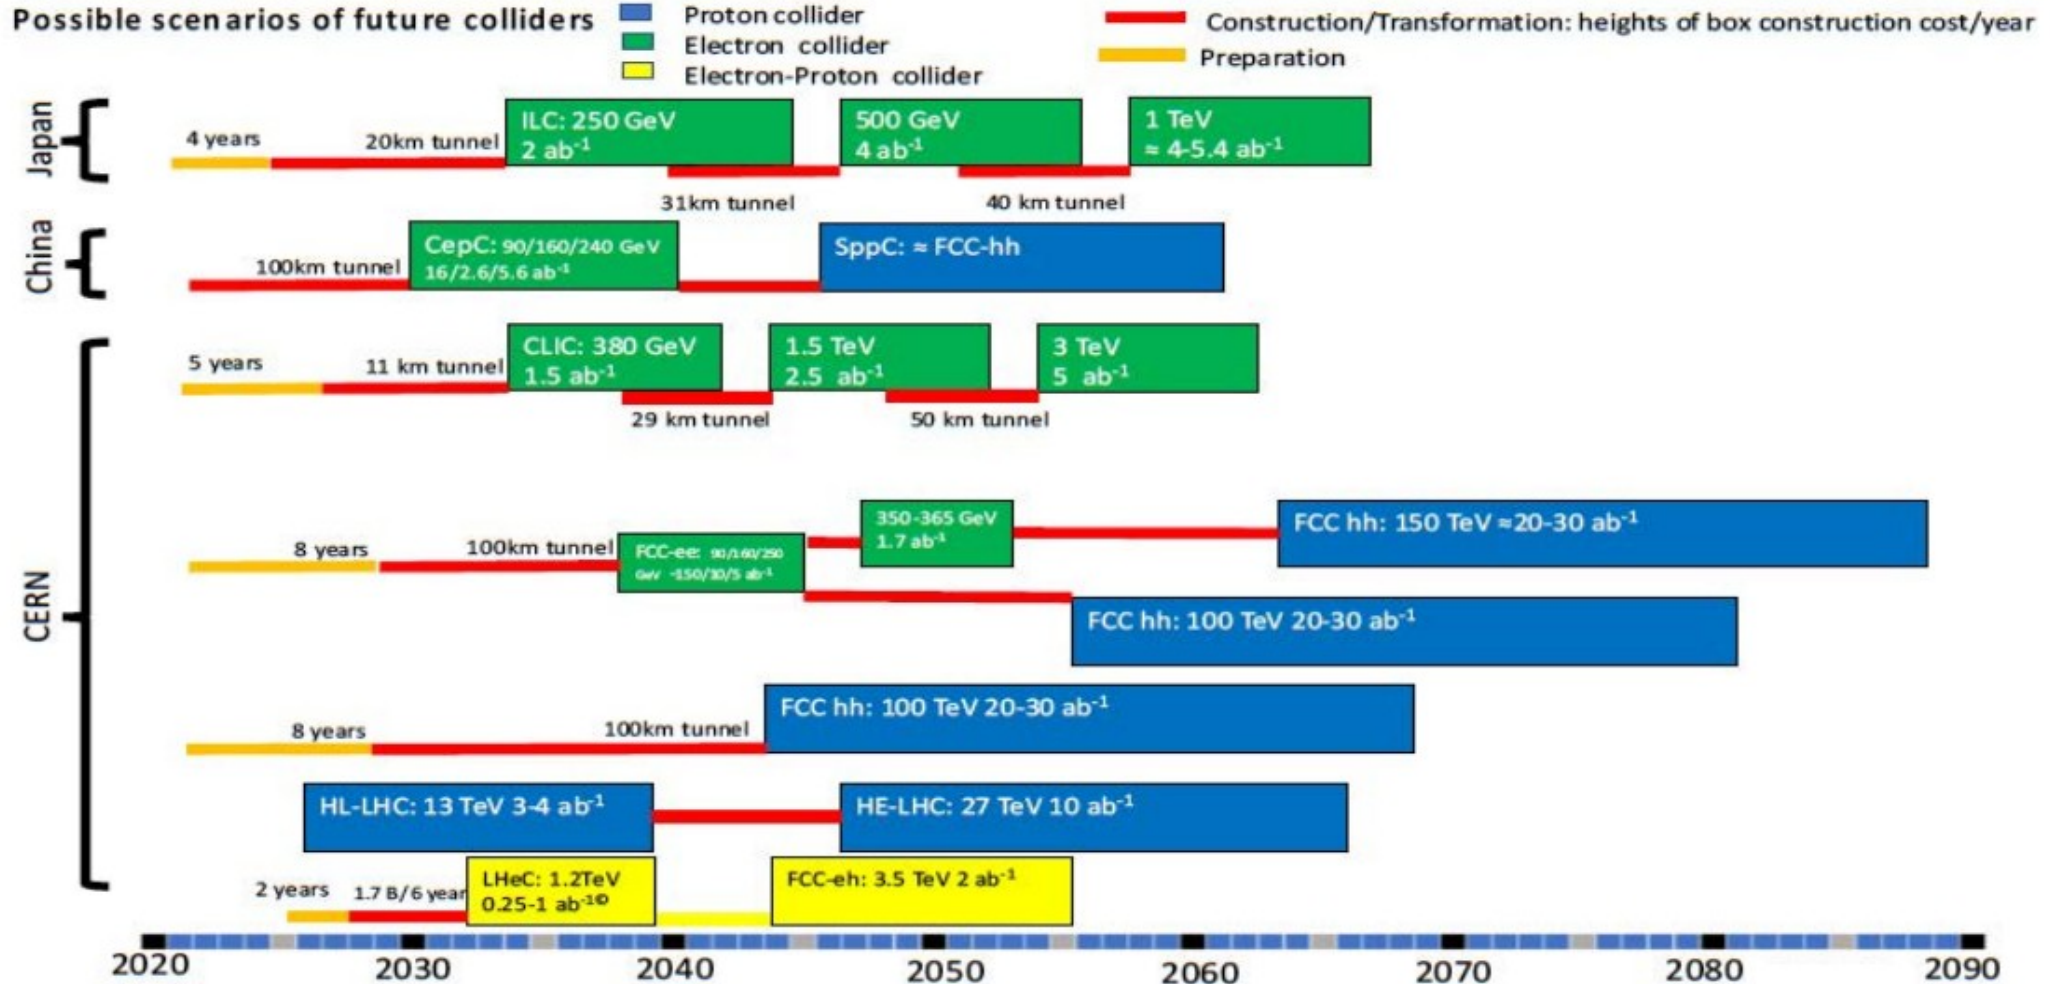 Possible scenarios of future colliders
Proton collider
Electron collider
Electron-Proton collider
Construction/Transformation: heights of box construction cost/year
Preparation
Japan
4 years
20km tunnel
ILC: 250 GeV
2 ab⁻¹
500 GeV
4 ab⁻¹
1 TeV
≈ 4-5.4 ab⁻¹
31km tunnel
40 km tunnel
China
100km tunnel
CepC: 90/160/240 GeV
16/2.6/5.6 ab⁻¹
SppC: ≈ FCC-hh
CERN
5 years
11 km tunnel
CLIC: 380 GeV
1.5 ab⁻¹
1.5 TeV
2.5 ab⁻¹
3 TeV
5 ab⁻¹
29 km tunnel
50 km tunnel
8 years
100km tunnel
FCC-ee: 90/160/250
GeV ~150/10/5 ab⁻¹
350-365 GeV
1.7 ab⁻¹
FCC hh: 150 TeV ≈20-30 ab⁻¹
FCC hh: 100 TeV 20-30 ab⁻¹
8 years
100km tunnel
FCC hh: 100 TeV 20-30 ab⁻¹
HL-LHC: 13 TeV 3-4 ab⁻¹
HE-LHC: 27 TeV 10 ab⁻¹
2 years
1.7 B/6 year
LHeC: 1.2TeV
0.25-1 ab⁻¹©
FCC-eh: 3.5 TeV 2 ab⁻¹
2020
2030
2040
2050
2060
2070
2080
2090